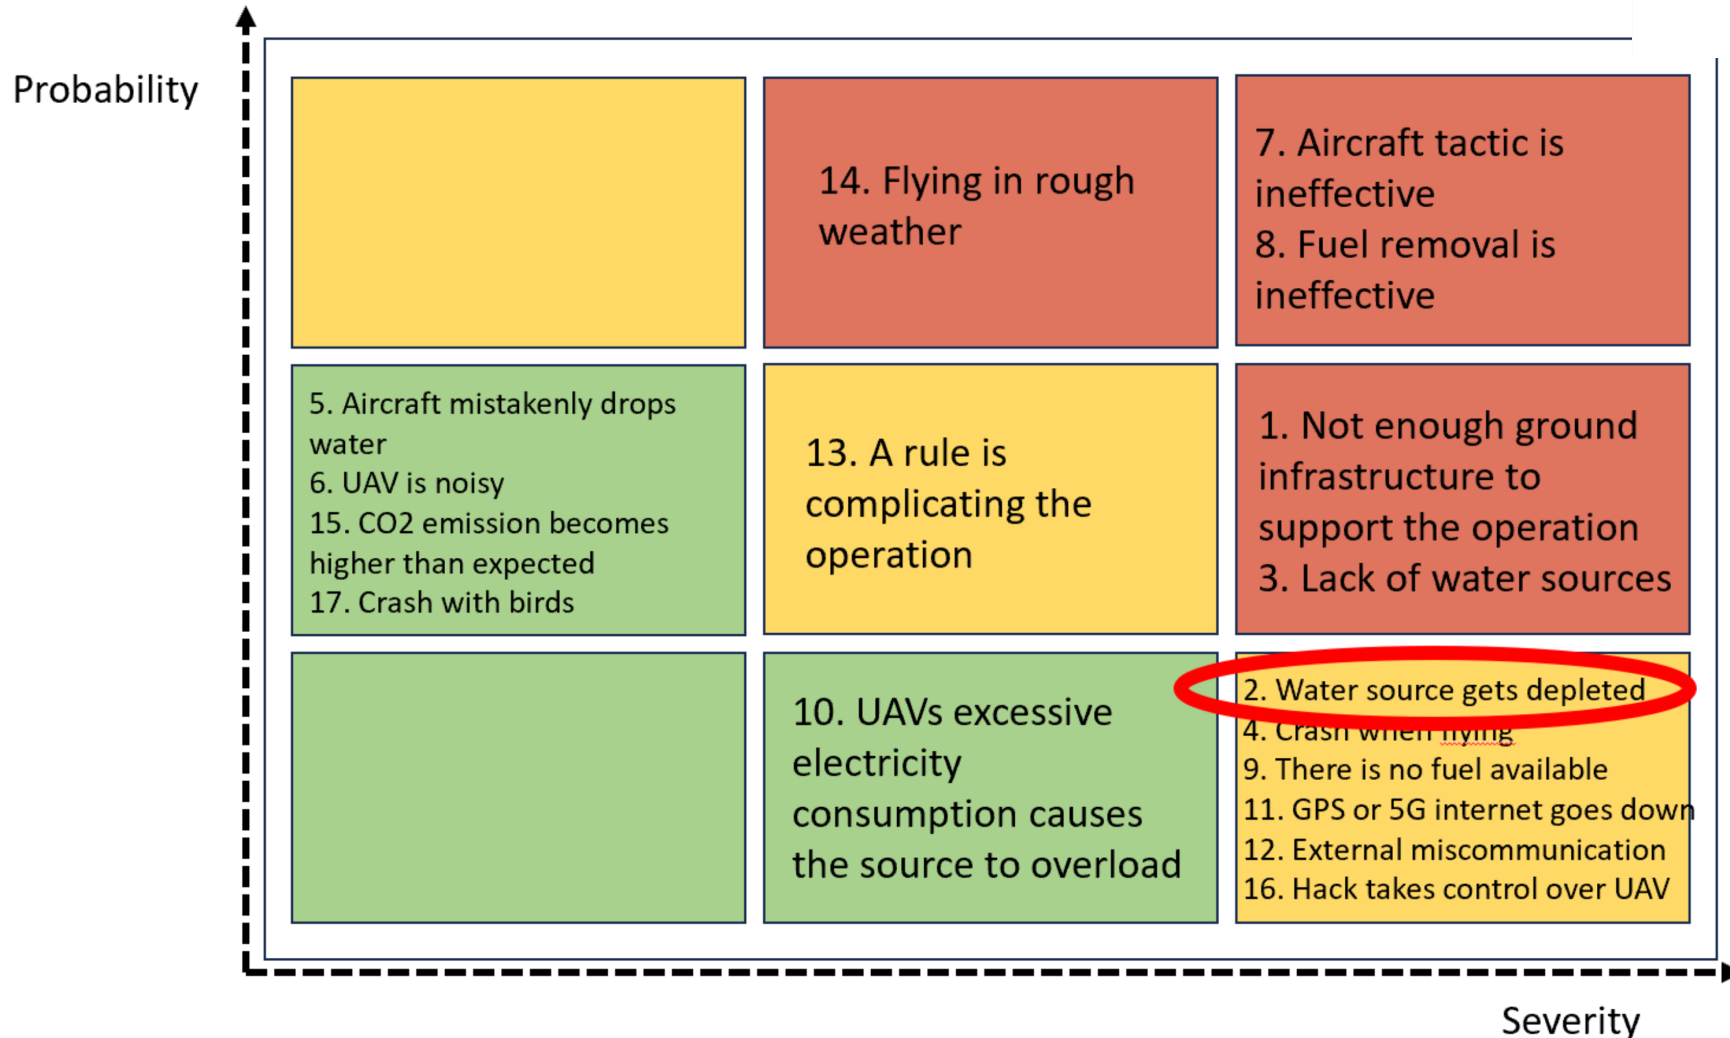 Probability
14. Flying in rough
weather
7. Aircraft tactic is
ineffective
8. Fuel removal is
ineffective
5. Aircraft mistakenly drops
water
6. UAV is noisy
15. CO2 emission becomes
higher than expected
17. Crash with birds
13. A rule is
complicating the
operation
1. Not enough ground
infrastructure to
support the operation
3. Lack of water sources
10. UAVs excessive
electricity
consumption causes
the source to overload
2. Water source gets depleted
4. Crash when flying
9. There is no fuel available
11. GPS or 5G internet goes down
12. External miscommunication
16. Hack takes control over UAV
Severity